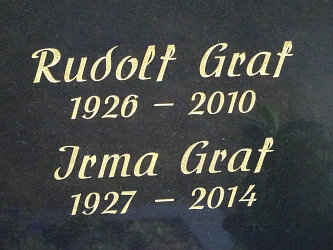 Rudolf Graf
1926 – 2010
Irma Graf
1927 – 2014